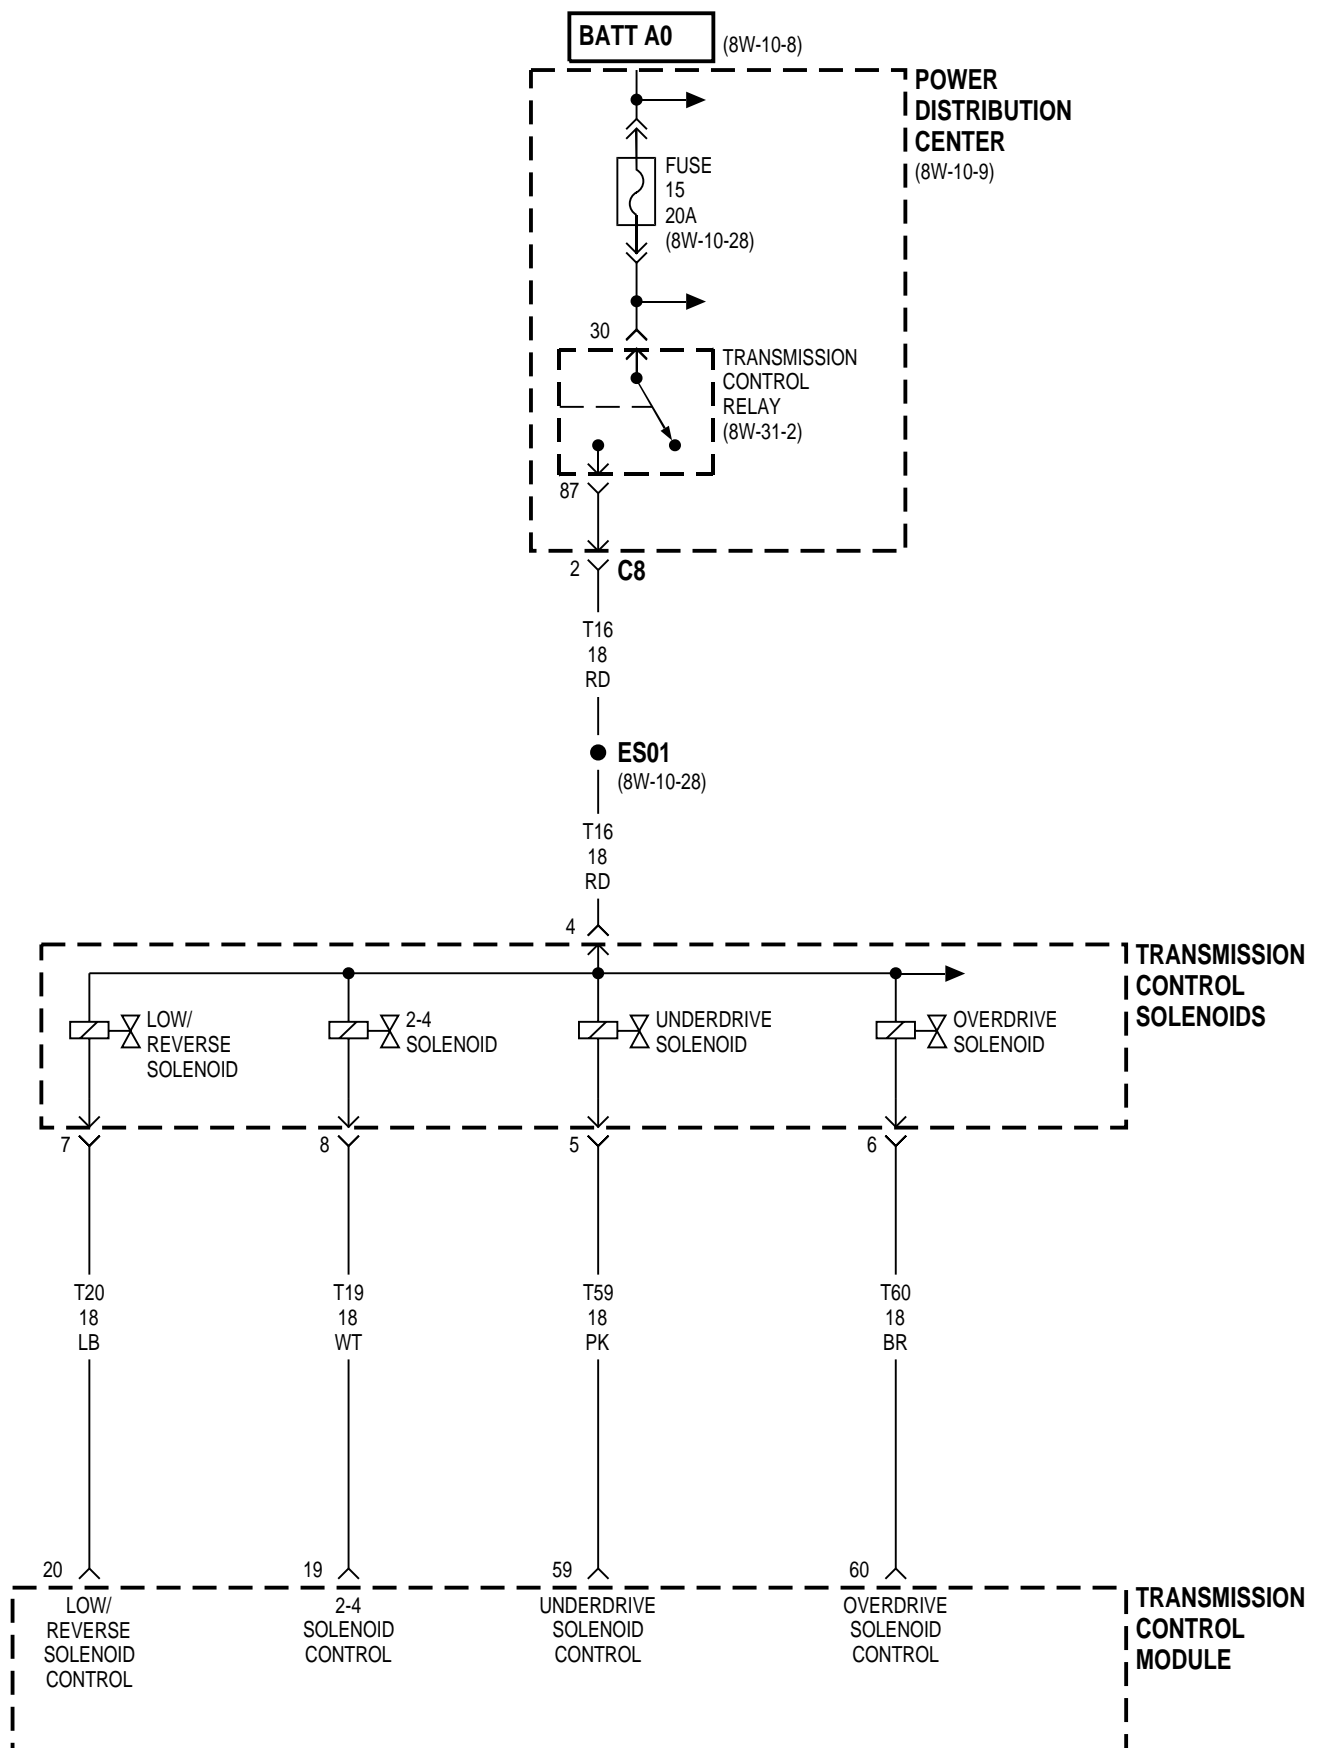 BATT A0
(8W-10-8)
POWER
DISTRIBUTION
CENTER
(8W-10-9)
FUSE
15
20A
(8W-10-28)
30
TRANSMISSION
CONTROL
RELAY
(8W-31-2)
87
2
C8
T16
18
RD
ES01
(8W-10-28)
T16
18
RD
4
TRANSMISSION
CONTROL
SOLENOIDS
LOW/
REVERSE
SOLENOID
2-4
SOLENOID
UNDERDRIVE
SOLENOID
OVERDRIVE
SOLENOID
7
8
5
6
T20
18
LB
T19
18
WT
T59
18
PK
T60
18
BR
20
19
59
60
LOW/
REVERSE
SOLENOID
CONTROL
2-4
SOLENOID
CONTROL
UNDERDRIVE
SOLENOID
CONTROL
OVERDRIVE
SOLENOID
CONTROL
TRANSMISSION
CONTROL
MODULE